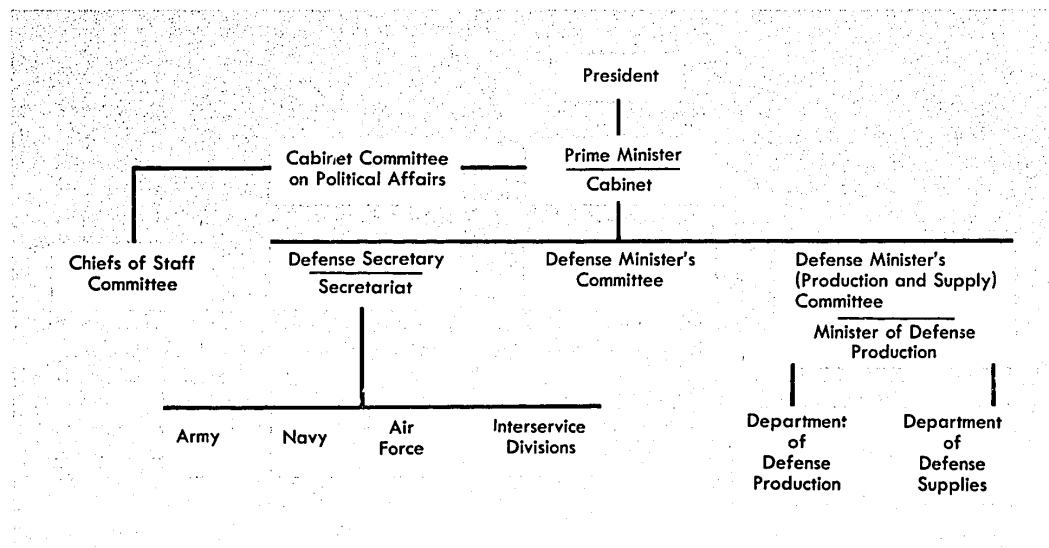 President
Prime Minister
Cabinet
Cabinet Committee
on Political Affairs
Chiefs of Staff
Committee
Defense Secretary
Secretariat
Defense Minister's
Committee
Defense Minister's
(Production and Supply)
Committee
Minister of Defense
Production
Army
Navy
Air
Force
Interservice
Divisions
Department
of
Defense
Production
Department
of
Defense
Supplies